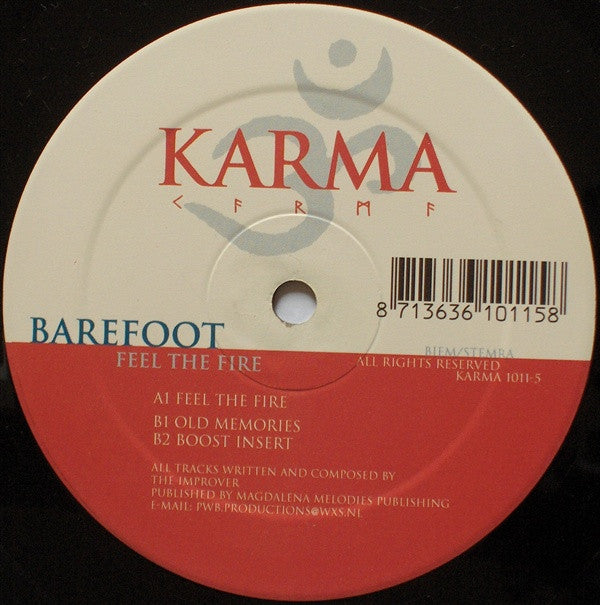 ॐ
KARMA
ᚲ ᚨ ᚱ ᛗ ᚨ
8 713636 101158
BAREFOOT
FEEL THE FIRE
BIEM/STEMRA
ALL RIGHTS RESERVED
KARMA 1011-5
A1 FEEL THE FIRE
B1 OLD MEMORIES
B2 BOOST INSERT
ALL TRACKS WRITTEN AND COMPOSED BY
THE IMPROVER
PUBLISHED BY MAGDALENA MELODIES PUBLISHING
E-MAIL: PWB.PRODUCTIONS@WXS.NL